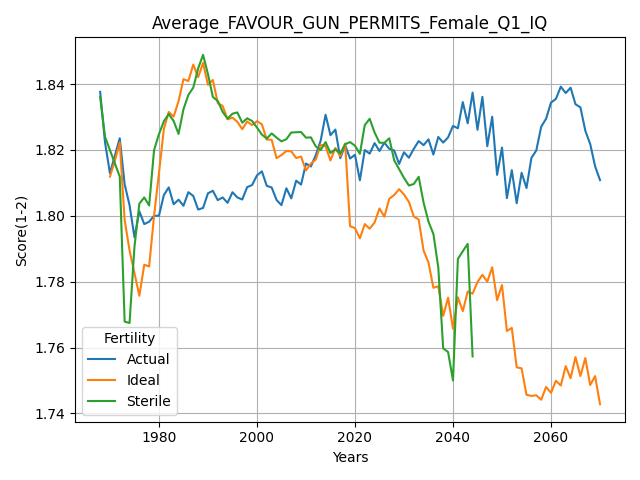 Average_FAVOUR_GUN_PERMITS_Female_Q1_IQ
Score(1-2)
1.84
1.82
1.80
1.78
1.76
1.74
Fertility
Actual
Ideal
Sterile
1980
2000
2020
2040
2060
Years